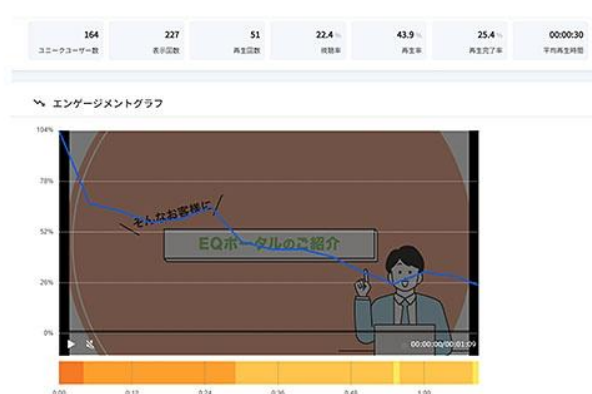 164
227
51
22.4 %
43.9 %
25.4 %
00:00:30
ユニークユーザー数
表示回数
再生回数
視聴率
再生率
再生完了率
平均再生時間
エンゲージメントグラフ
104%
78%
52%
26%
0%
そんなお客様に
EQポータルのご紹介
00:00:00/00:01:09
0:00
0:12
0:24
0:36
0:48
1:00